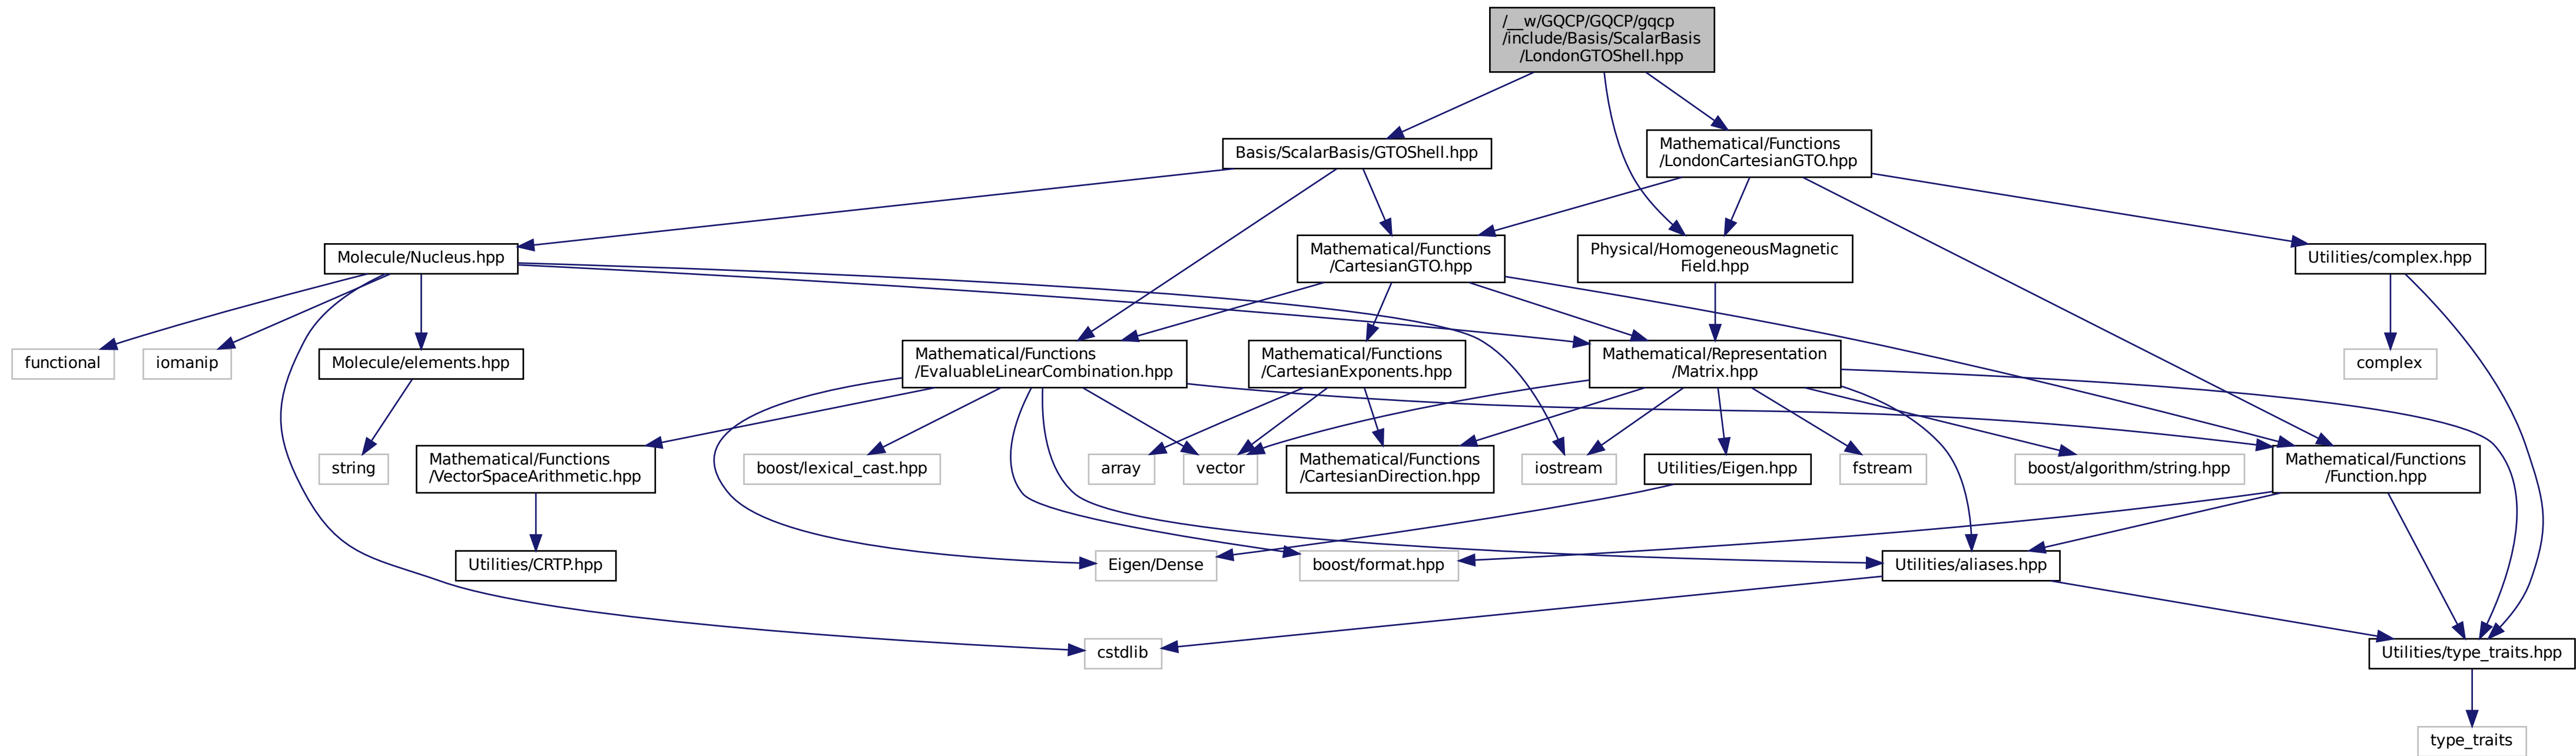 /__w/GQCP/GQCP/gqcp
/include/Basis/ScalarBasis
/LondonGTOShell.hpp
Basis/ScalarBasis/GTOShell.hpp
Mathematical/Functions
/LondonCartesianGTO.hpp
Molecule/Nucleus.hpp
Mathematical/Functions
/CartesianGTO.hpp
Physical/HomogeneousMagnetic
Field.hpp
Utilities/complex.hpp
functional
iomanip
Molecule/elements.hpp
Mathematical/Functions
/EvaluableLinearCombination.hpp
Mathematical/Functions
/CartesianExponents.hpp
Mathematical/Representation
/Matrix.hpp
complex
string
Mathematical/Functions
/VectorSpaceArithmetic.hpp
boost/lexical_cast.hpp
array
vector
Mathematical/Functions
/CartesianDirection.hpp
iostream
Utilities/Eigen.hpp
fstream
boost/algorithm/string.hpp
Mathematical/Functions
/Function.hpp
Utilities/CRTP.hpp
Eigen/Dense
boost/format.hpp
Utilities/aliases.hpp
cstdlib
Utilities/type_traits.hpp
type_traits